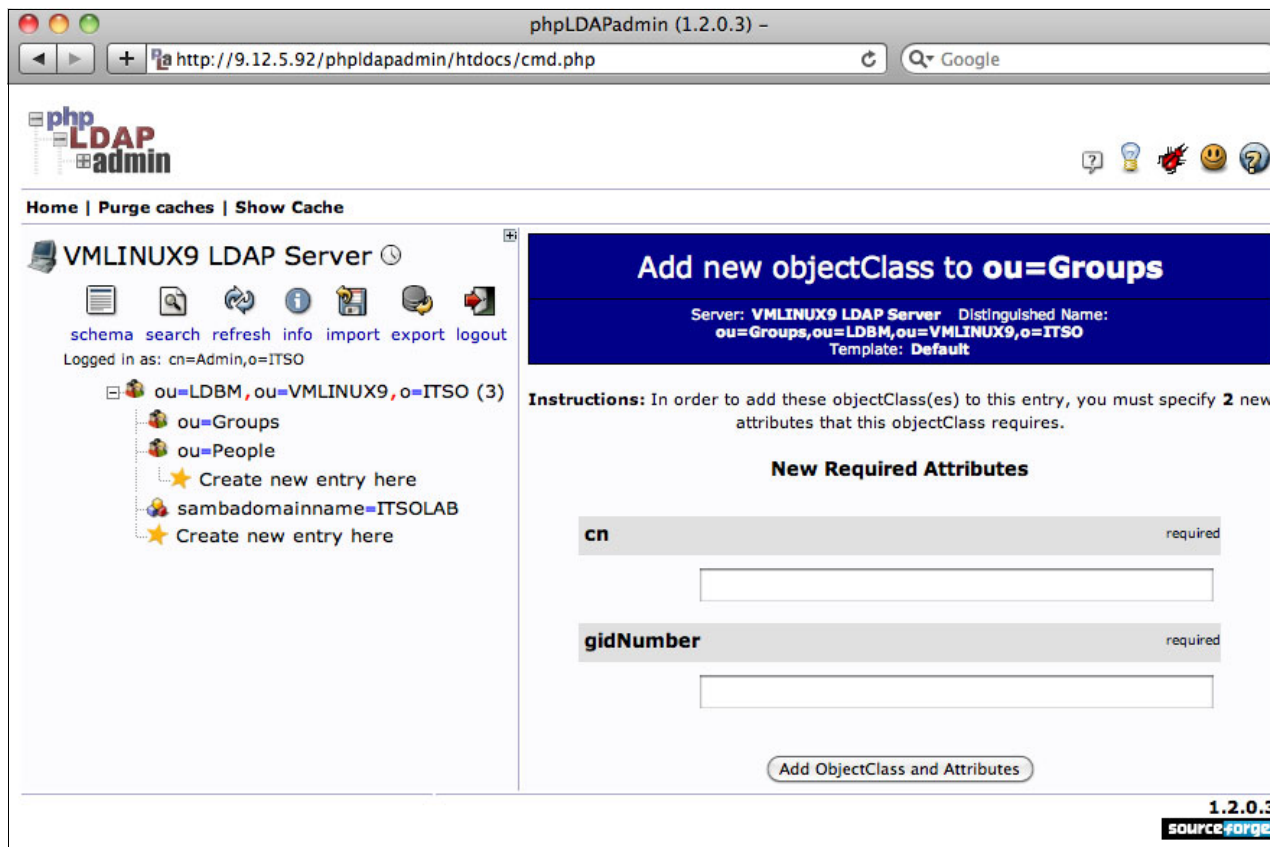 phpLDAPadmin (1.2.0.3) –
http://9.12.5.92/phpldapadmin/htdocs/cmd.php
Google
php
LDAP
admin
Home | Purge caches | Show Cache
VMLINUX9 LDAP Server
schema search refresh info import export logout
Logged in as: cn=Admin,o=ITSO
ou=LDBM,ou=VMLINUX9,o=ITSO (3)
ou=Groups
ou=People
Create new entry here
sambadomainname=ITSOLAB
Create new entry here
Add new objectClass to ou=Groups
Server: VMLINUX9 LDAP Server Distinguished Name:
ou=Groups,ou=LDBM,ou=VMLINUX9,o=ITSO
Template: Default
Instructions: In order to add these objectClass(es) to this entry, you must specify 2 new
attributes that this objectClass requires.
New Required Attributes
cn required
gidNumber required
Add ObjectClass and Attributes
1.2.0.3
sourceforge